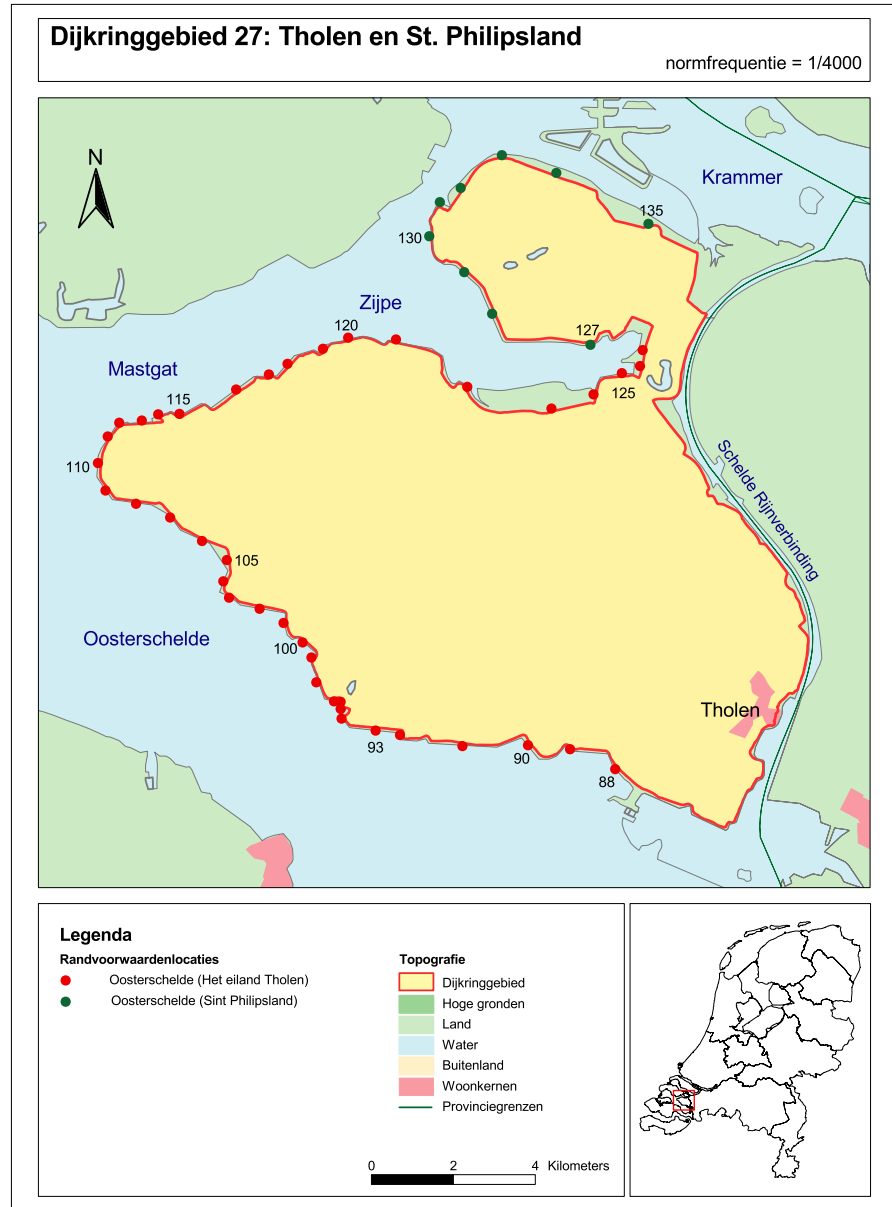 Dijkringgebied 27: Tholen en St. Philipsland
normfrequentie = 1/4000
N
Krammer
135
130
Zijpe
127
120
Mastgat
115
125
110
Schelde Rijnverbinding
105
Oosterschelde
100
Tholen
93
90
88
Legenda
Randvoorwaardenlocaties
Oosterschelde (Het eiland Tholen)
Oosterschelde (Sint Philipsland)
Topografie
Dijkringgebied
Hoge gronden
Land
Water
Buitenland
Woonkernen
Provinciegrenzen
0 2 4 Kilometers